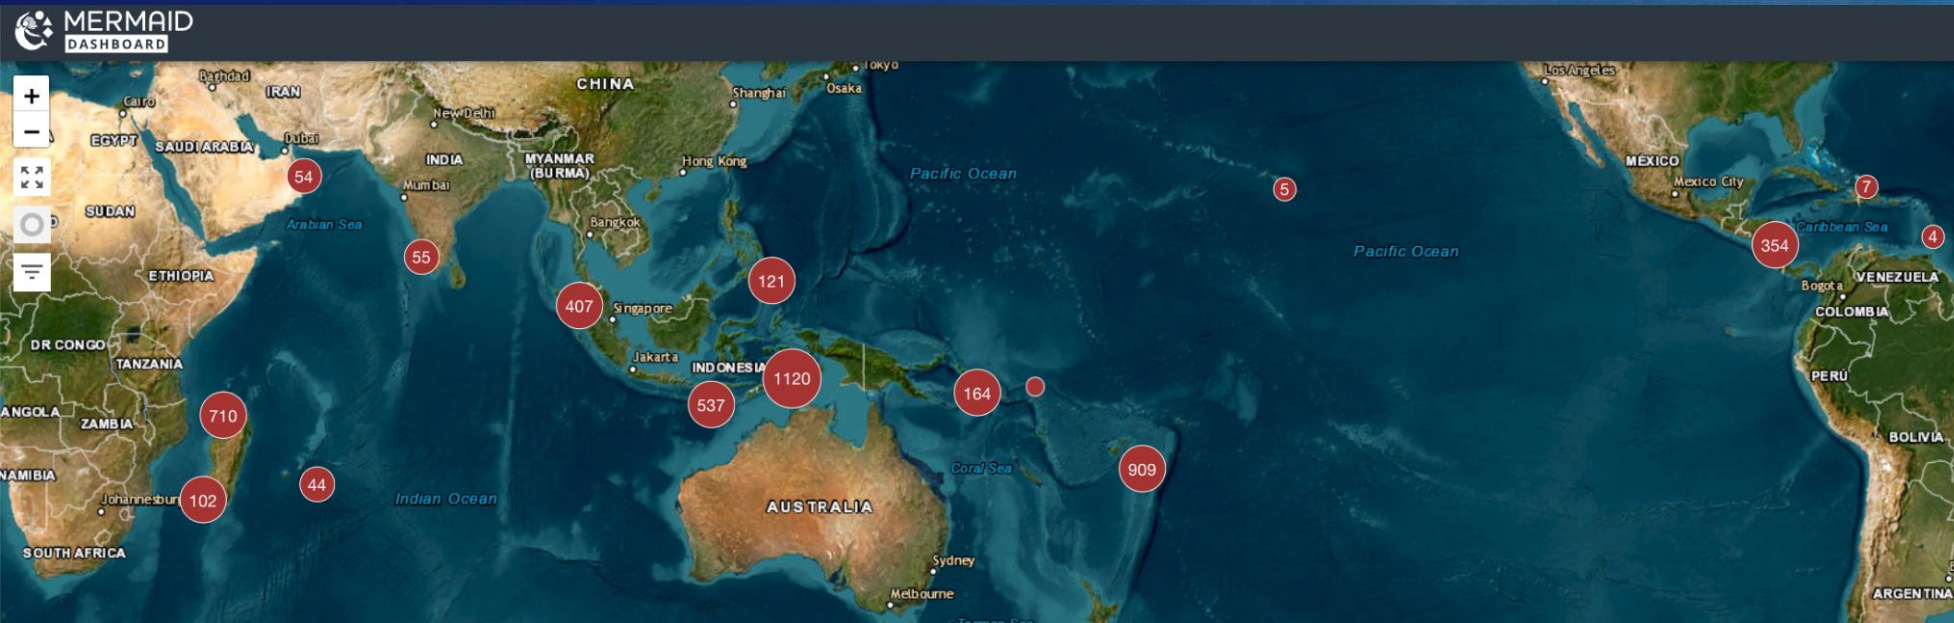 MERMAID
DASHBOARD
Tokyo
Los Angeles
Baghdad
IRAN
CHINA
Shanghai
Osaka
+
Cairo
New Delhi
−
EGYPT
SAUDI ARABIA
Dubai
INDIA
MYANMAR
(BURMA)
Hong Kong
MÉXICO
Pacific Ocean
54
Mumbai
5
Mexico City
7
SUDAN
Arabian Sea
Bangkok
Caribbean Sea
4
354
Pacific Ocean
55
ETHIOPIA
121
VENEZUELA
Bogota
407
Singapore
COLOMBIA
DR CONGO
TANZANIA
Jakarta
INDONESIA
1120
PERÚ
164
537
ANGOLA
710
ZAMBIA
BOLIVIA
NAMIBIA
Coral Sea
909
44
Johannesburg
102
Indian Ocean
AUSTRALIA
SOUTH AFRICA
Sydney
Melbourne
ARGENTINA